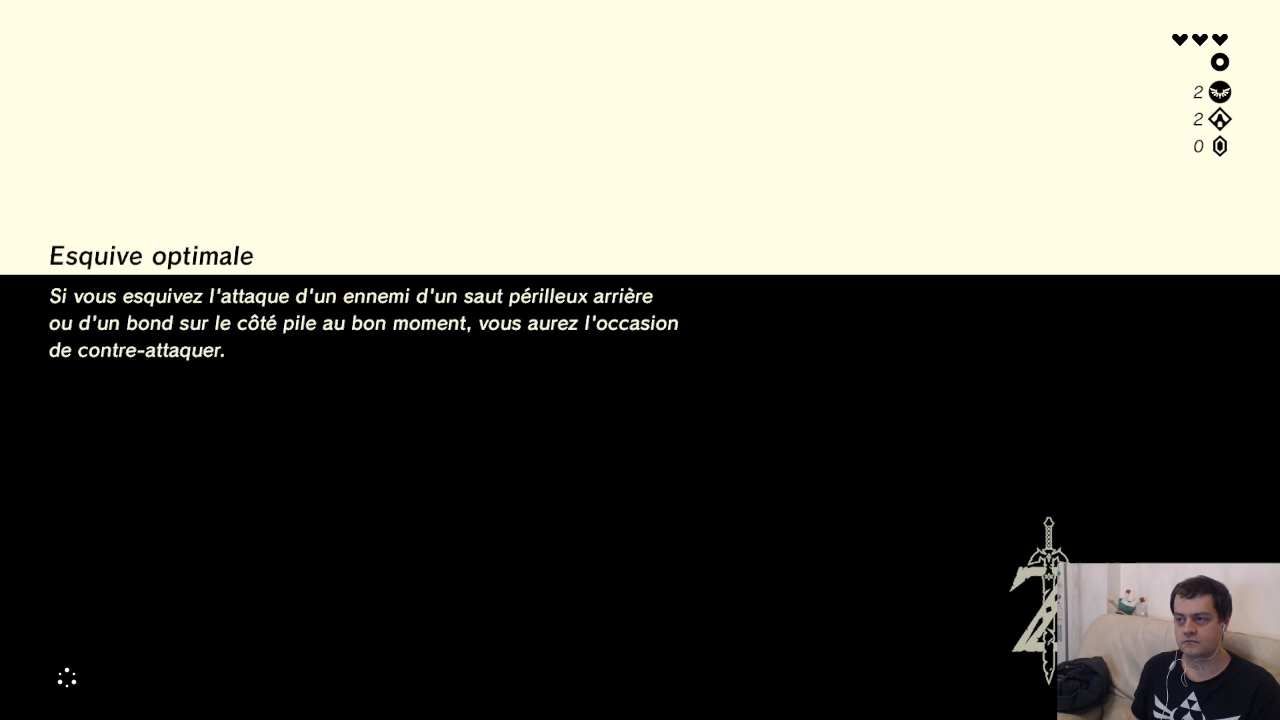 2
2
0
Esquive optimale
Si vous esquivez l'attaque d'un ennemi d'un saut périlleux arrière
ou d'un bond sur le côté pile au bon moment, vous aurez l'occasion
de contre-attaquer.
Z